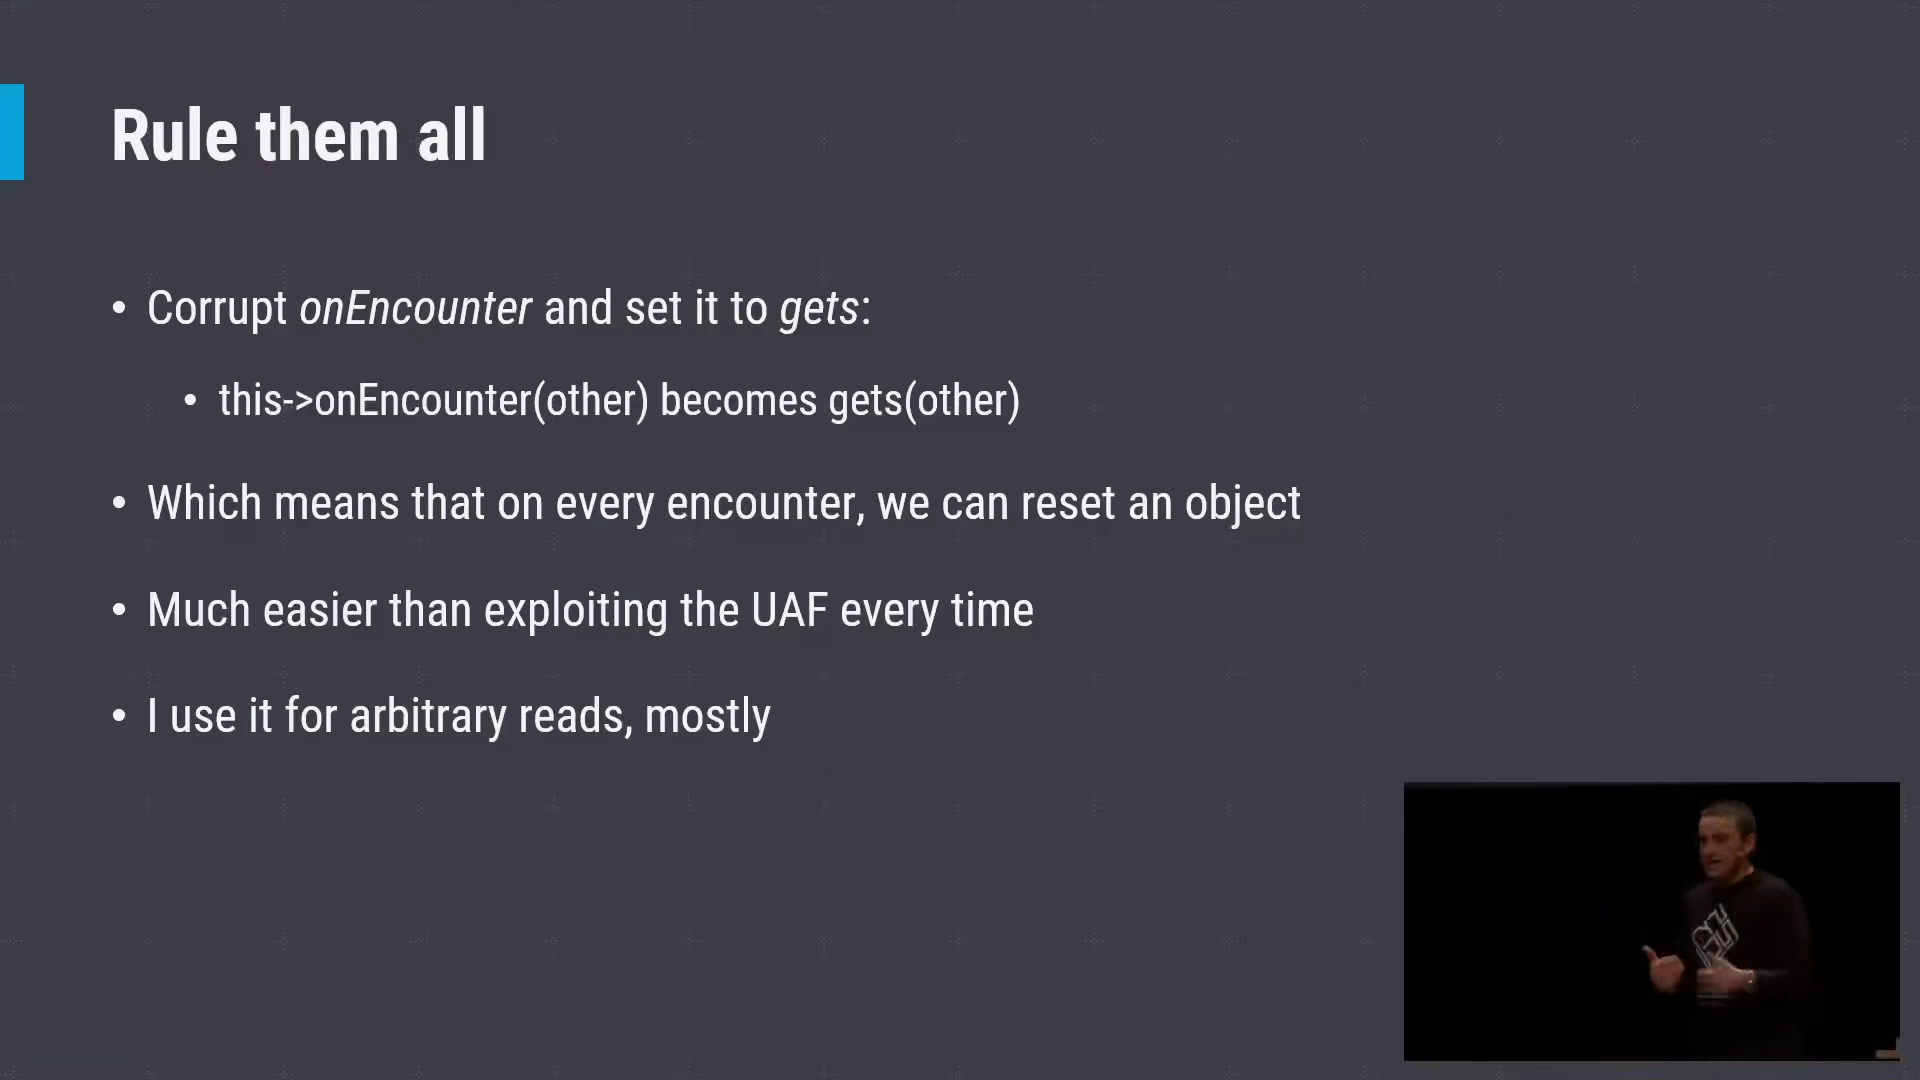 Rule them all
• Corrupt onEncounter and set it to gets:
• this->onEncounter(other) becomes gets(other)
• Which means that on every encounter, we can reset an object
• Much easier than exploiting the UAF every time
• I use it for arbitrary reads, mostly